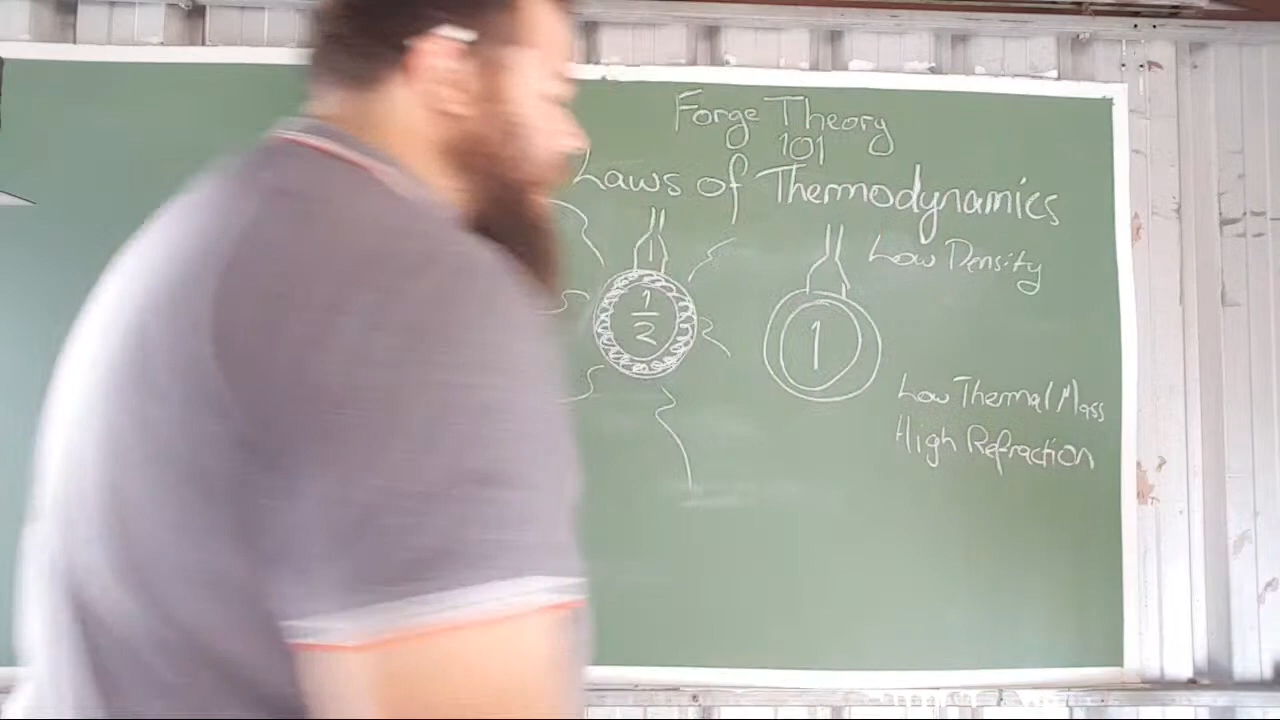 Forge Theory
101
Laws of Thermodynamics
Low Density
1
2
1
Low Thermal Mass
High Refraction